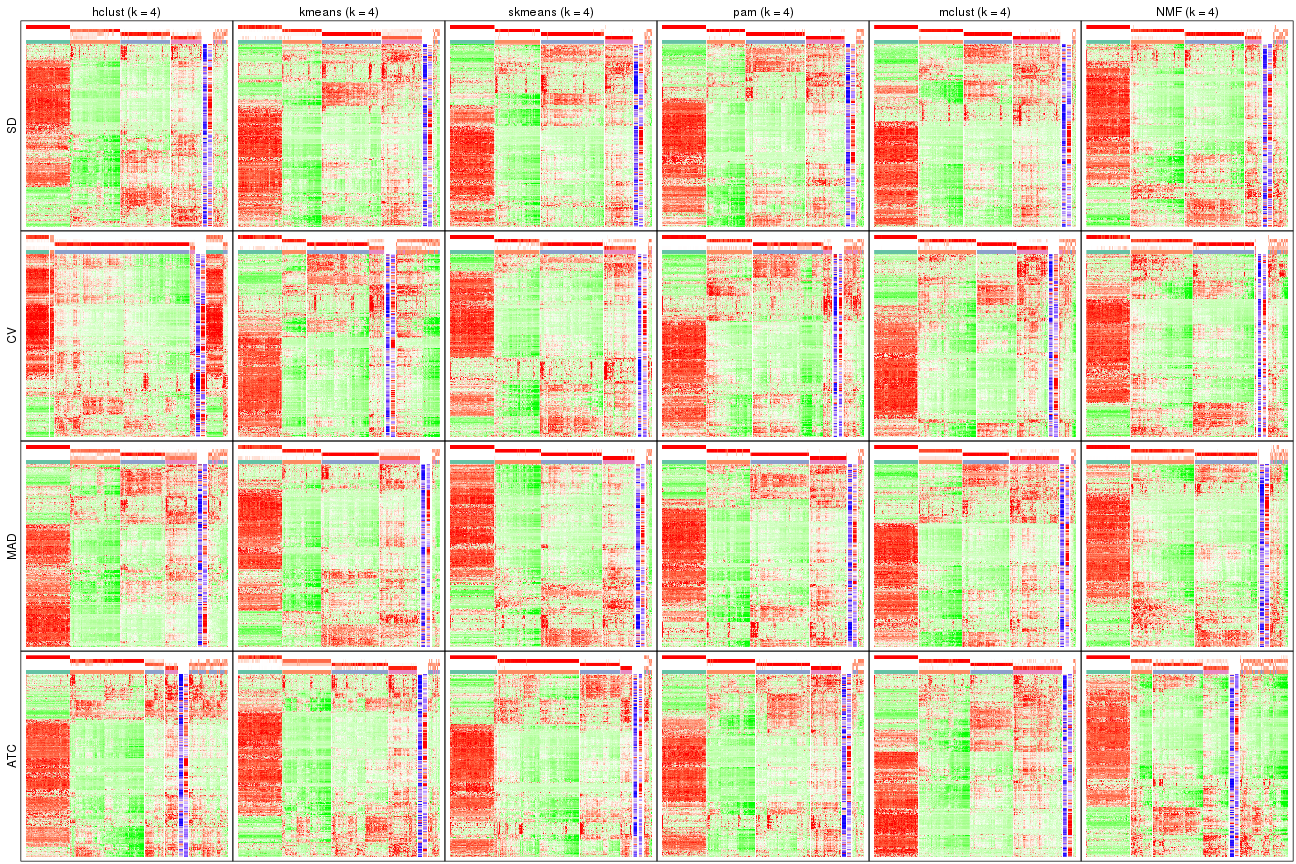 hclust (k = 4) kmeans (k = 4) skmeans (k = 4) pam (k = 4) mclust (k = 4) NMF (k = 4)
SD
CV
MAD
ATC